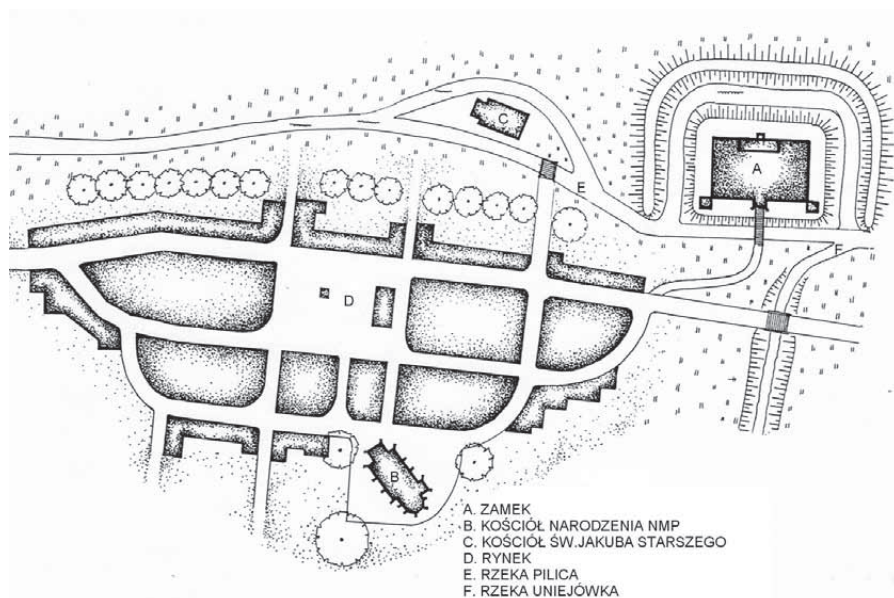 C
A
E
F
D
B
A. ZAMEK
B. KOŚCIÓŁ NARODZENIA NMP
C. KOŚCIÓŁ ŚW.JAKUBA STARSZEGO
D. RYNEK
E. RZEKA PILICA
F. RZEKA UNIEJÓWKA